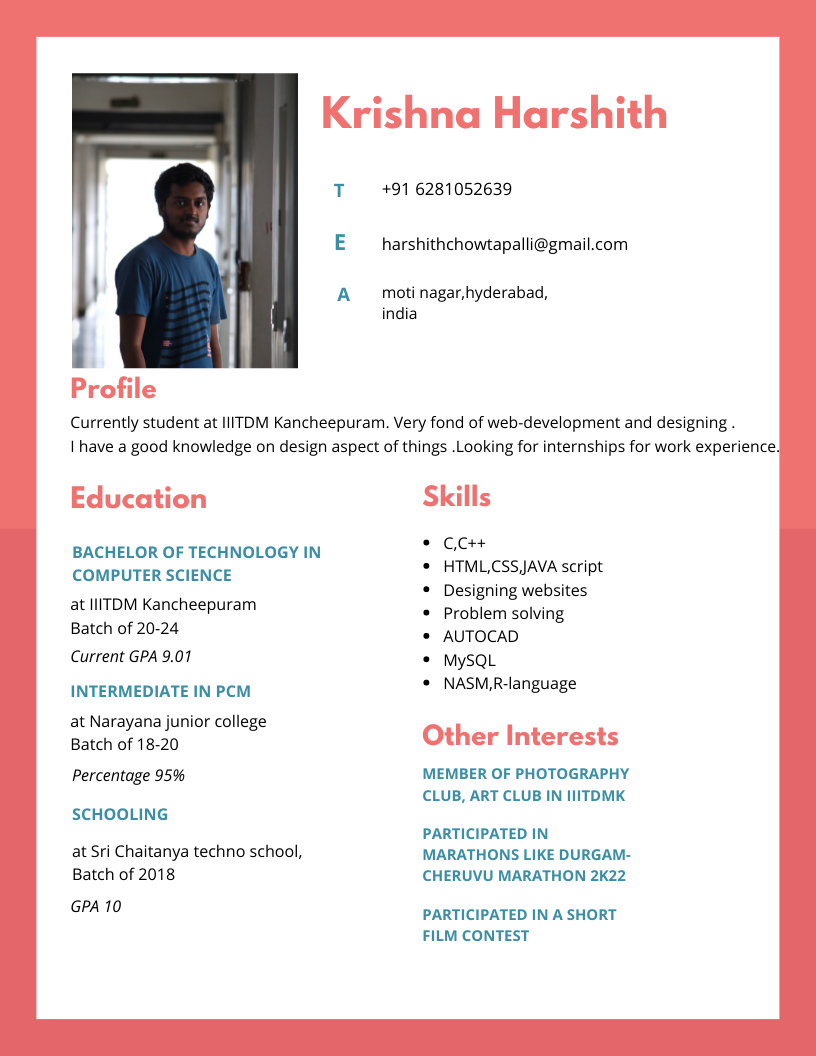 Krishna Harshith
T +91 6281052639
E harshithchowtapalli@gmail.com
A moti nagar,hyderabad,
india
Profile
Currently student at IIITDM Kancheepuram. Very fond of web-development and designing .
I have a good knowledge on design aspect of things .Looking for internships for work experience.
Education
BACHELOR OF TECHNOLOGY IN
COMPUTER SCIENCE
at IIITDM Kancheepuram
Batch of 20-24
Current GPA 9.01
INTERMEDIATE IN PCM
at Narayana junior college
Batch of 18-20
Percentage 95%
SCHOOLING
at Sri Chaitanya techno school,
Batch of 2018
GPA 10
Skills
• C,C++
• HTML,CSS,JAVA script
• Designing websites
• Problem solving
• AUTOCAD
• MySQL
• NASM,R-language
Other Interests
MEMBER OF PHOTOGRAPHY
CLUB, ART CLUB IN IIITDMK
PARTICIPATED IN
MARATHONS LIKE DURGAM-
CHERUVU MARATHON 2K22
PARTICIPATED IN A SHORT
FILM CONTEST